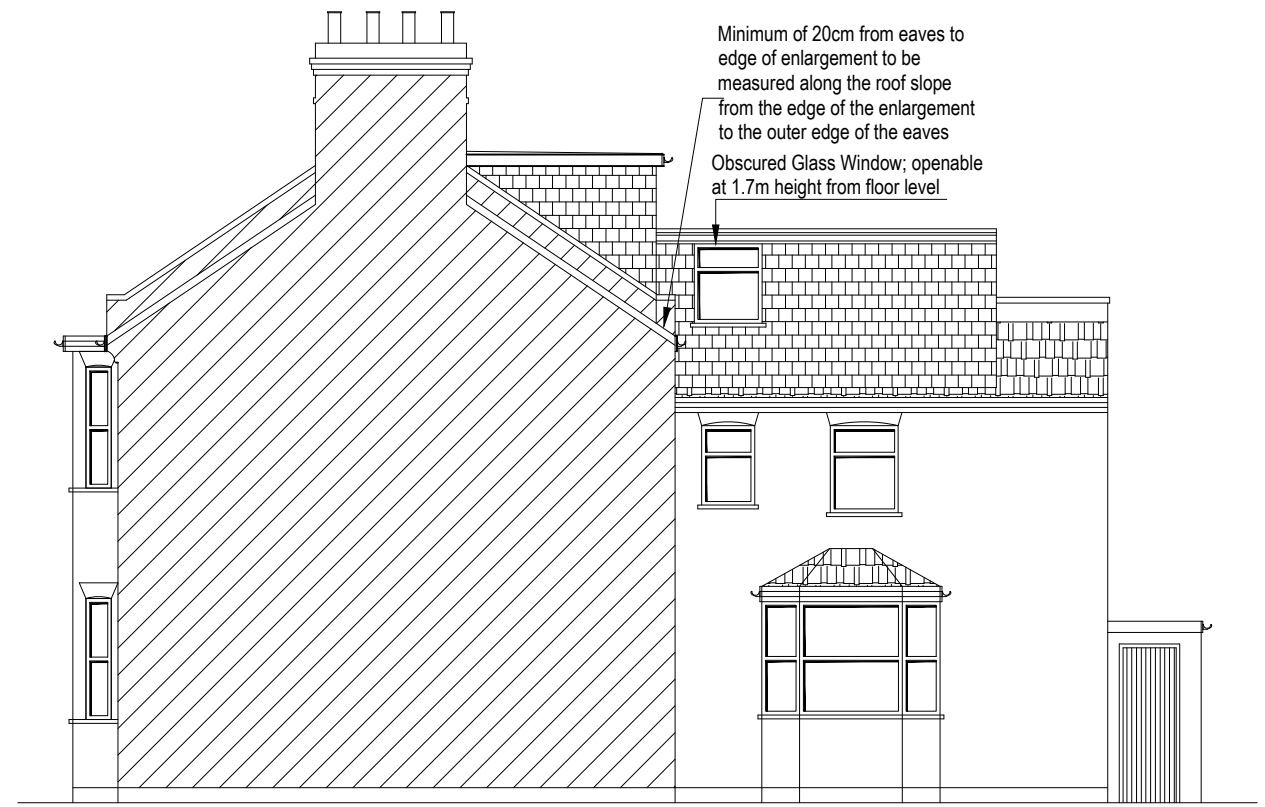 Minimum of 20cm from eaves to
edge of enlargement to be
measured along the roof slope
from the edge of the enlargement
to the outer edge of the eaves
Obscured Glass Window; openable
at 1.7m height from floor level